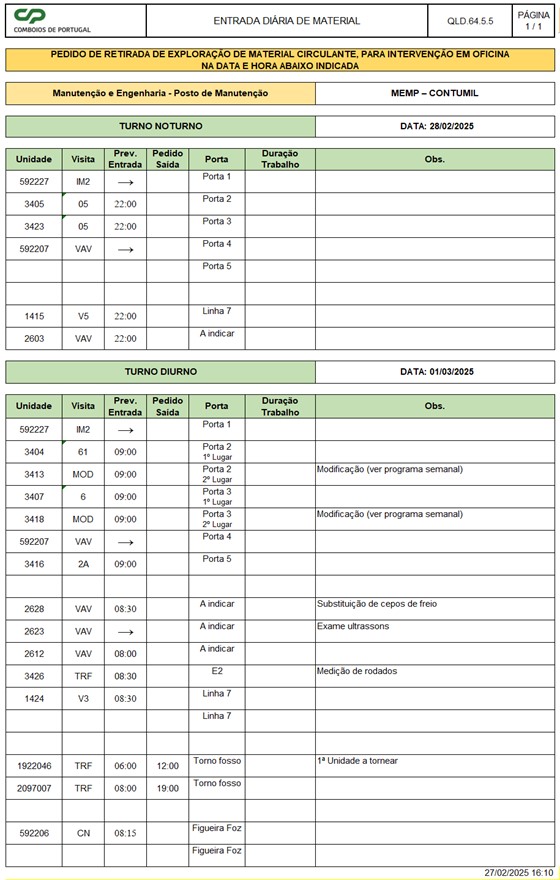 CP
COMBOIOS DE PORTUGAL
ENTRADA DIÁRIA DE MATERIAL
QLD.64.5.5
PÁGINA
1 / 1
PEDIDO DE RETIRADA DE EXPLORAÇÃO DE MATERIAL CIRCULANTE, PARA INTERVENÇÃO EM OFICINA
NA DATA E HORA ABAIXO INDICADA
Manutenção e Engenharia - Posto de Manutenção MEMP – CONTUMIL
TURNO NOTURNO DATA: 28/02/2025
Unidade Visita Prev. Entrada Pedido Saída Porta Duração Trabalho Obs.
592227 IM2 → Porta 1
3405 05 22:00 Porta 2
3423 05 22:00 Porta 3
592207 VAV → Porta 4
Porta 5
1415 V5 22:00 Linha 7
2603 VAV 22:00 A indicar
TURNO DIURNO DATA: 01/03/2025
Unidade Visita Prev. Entrada Pedido Saída Porta Duração Trabalho Obs.
592227 IM2 → Porta 1
3404 61 09:00 Porta 2 1º Lugar
3413 MOD 09:00 Porta 2 2º Lugar Modificação (ver programa semanal)
3407 6 09:00 Porta 3 1º Lugar
3418 MOD 09:00 Porta 3 2º Lugar Modificação (ver programa semanal)
592207 VAV → Porta 4
3416 2A 09:00 Porta 5
2628 VAV 08:30 A indicar Substituição de cepos de freio
2623 VAV → A indicar Exame ultrassons
2612 VAV 08:00 A indicar
3426 TRF 08:30 E2 Medição de rodados
1424 V3 08:30 Linha 7
Linha 7
1922046 TRF 06:00 12:00 Torno fosso 1ª Unidade a tornear
2097007 TRF 08:00 19:00 Torno fosso
592206 CN 08:15 Figueira Foz
Figueira Foz
27/02/2025 16:10